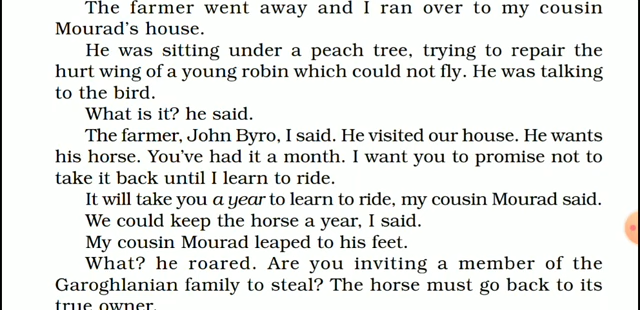 The farmer went away and I ran over to my cousin
Mourad's house.
He was sitting under a peach tree, trying to repair the
hurt wing of a young robin which could not fly. He was talking
to the bird.
What is it? he said.
The farmer, John Byro, I said. He visited our house. He wants
his horse. You've had it a month. I want you to promise not to
take it back until I learn to ride.
It will take you a year to learn to ride, my cousin Mourad said.
We could keep the horse a year, I said.
My cousin Mourad leaped to his feet.
What? he roared. Are you inviting a member of the
Garoghlanian family to steal? The horse must go back to its
true owner.